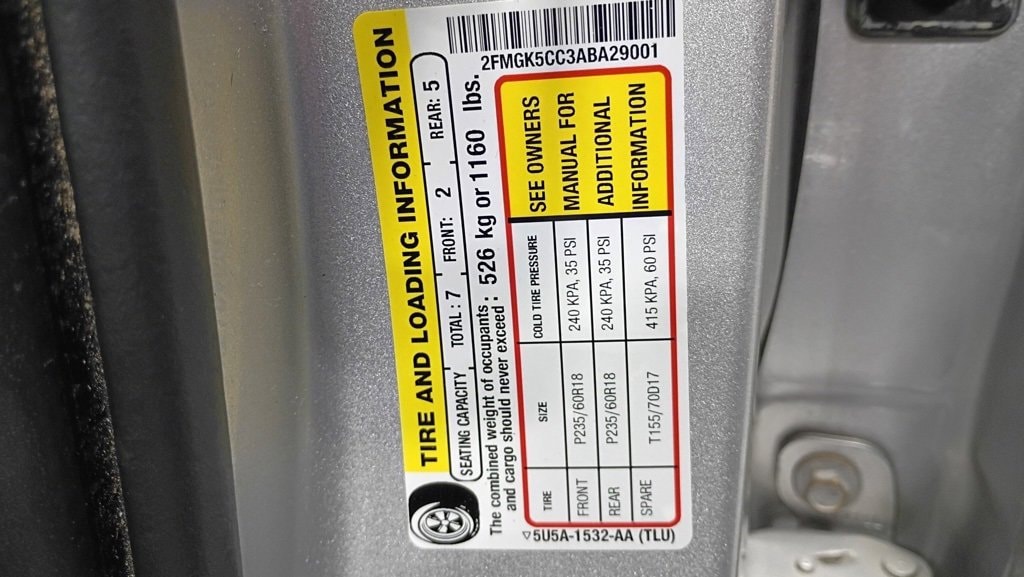 TIRE AND LOADING INFORMATION
SEATING CAPACITY TOTAL : 7 FRONT: 2 REAR: 5
The combined weight of occupants and cargo should never exceed : 526 kg or 1160 lbs.
TIRE SIZE COLD TIRE PRESSURE
FRONT P235/60R18 240 KPA, 35 PSI
REAR P235/60R18 240 KPA, 35 PSI
SPARE T155/70D17 415 KPA, 60 PSI
SEE OWNERS
MANUAL FOR
ADDITIONAL
INFORMATION
5U5A-1532-AA (TLU)
2FMGK5CC3ABA29001